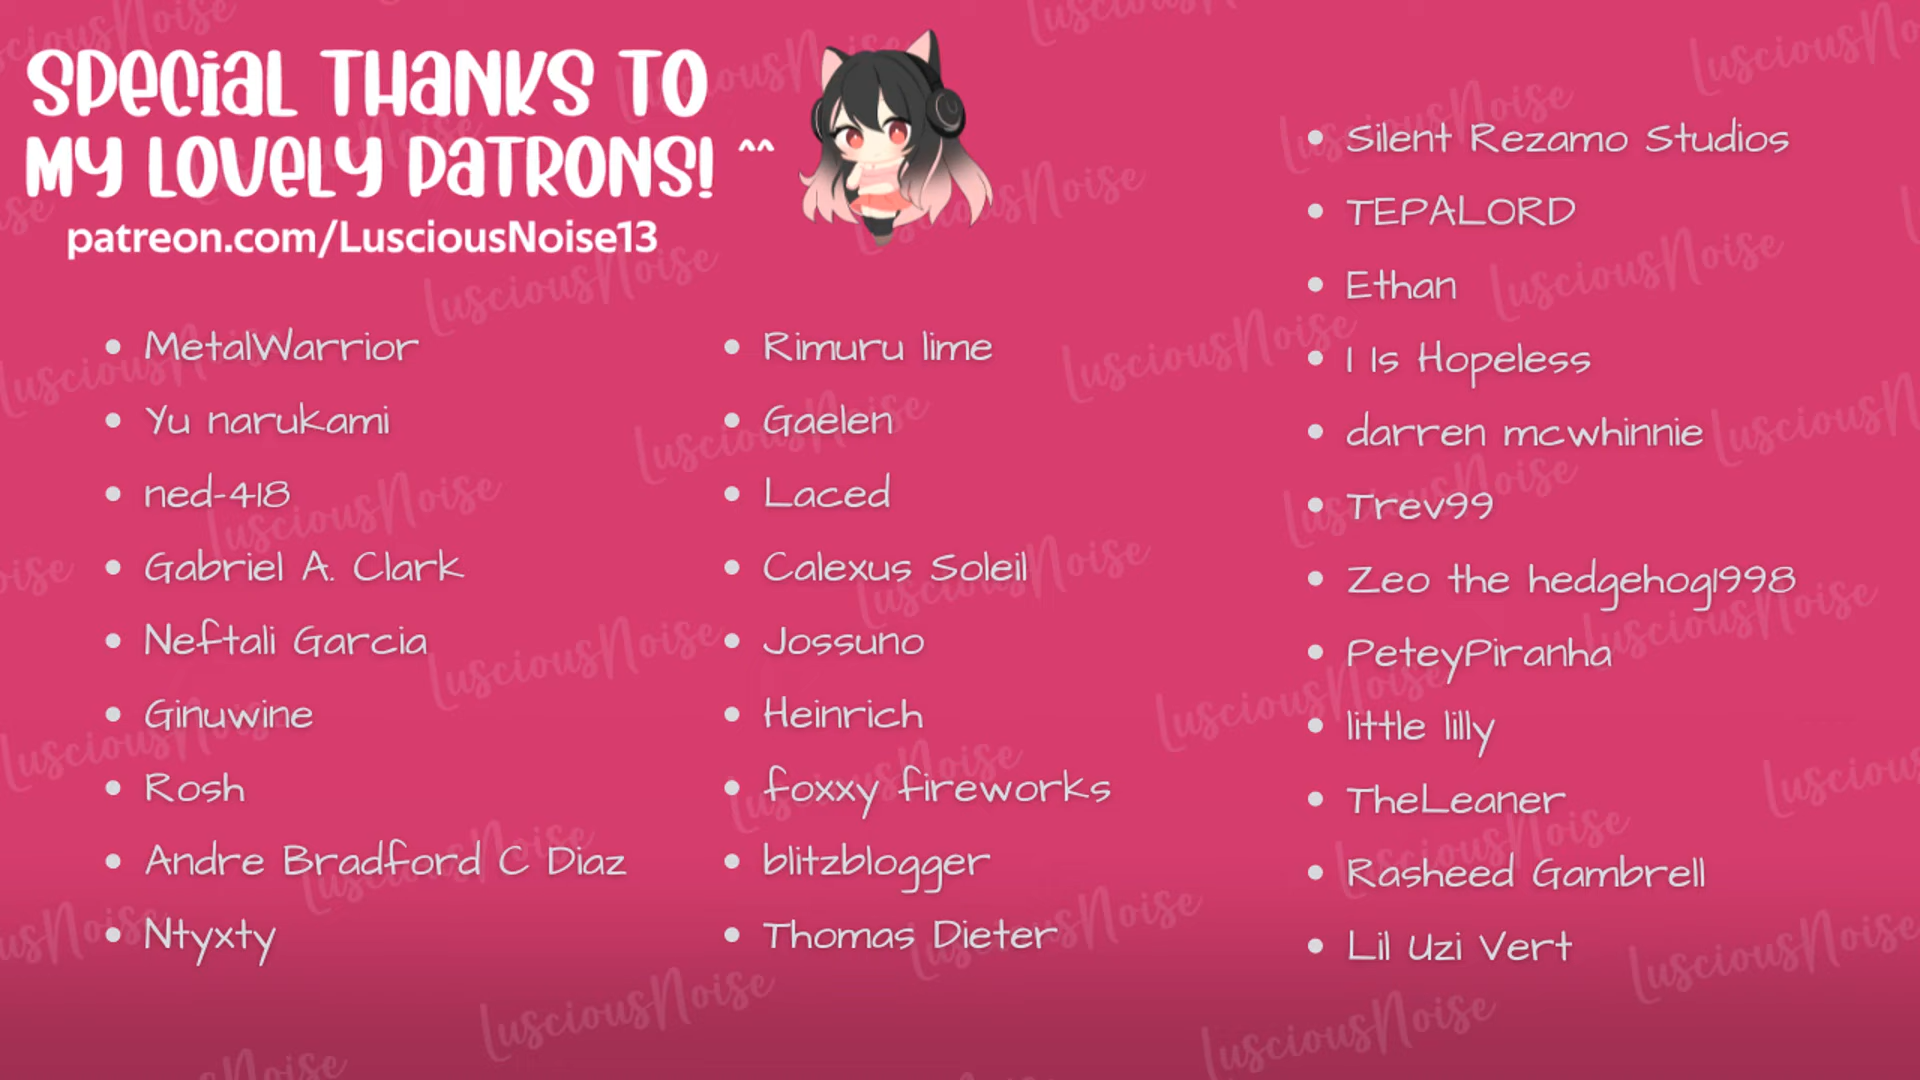 SPECIAL THANKS TO
MY LOVELY PATRONS! ^^
patreon.com/LusciousNoise13
• MetalWarrior
• Yu narukami
• ned-418
• Gabriel A. Clark
• Neftali Garcia
• Ginuwine
• Rosh
• Andre Bradford C Diaz
• Ntyxty
• Rimuru lime
• Gaelen
• Laced
• Calexus Soleil
• Jossuno
• Heinrich
• foxxy fireworks
• blitzblogger
• Thomas Dieter
• Silent Rezamo Studios
• TEPALORD
• Ethan
• I Is Hopeless
• darren mcwhinnie
• Trev99
• Zeo the hedgehog1998
• PeteyPiranha
• little lilly
• TheLeaner
• Rasheed Gambrell
• Lil Uzi Vert
LusciousNoise